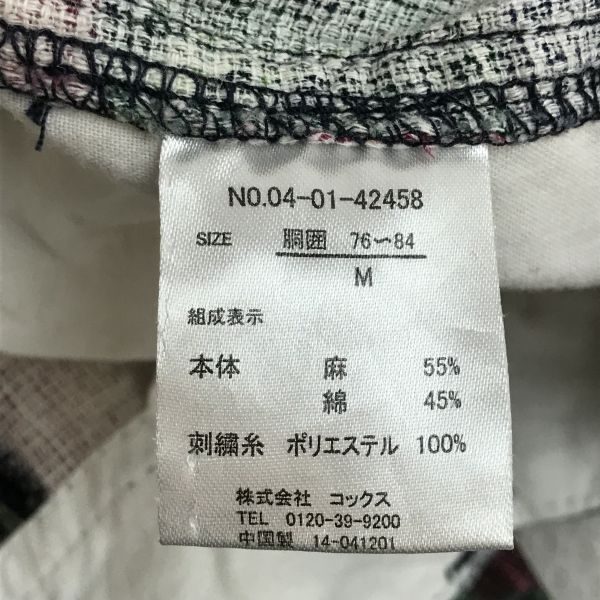 NO.04-01-42458
SIZE 胴囲 76〜84
M
組成表示
本体 麻 55%
綿 45%
刺繍糸 ポリエステル 100%
株式会社 コックス
TEL 0120-39-9200
中国製 14-041201